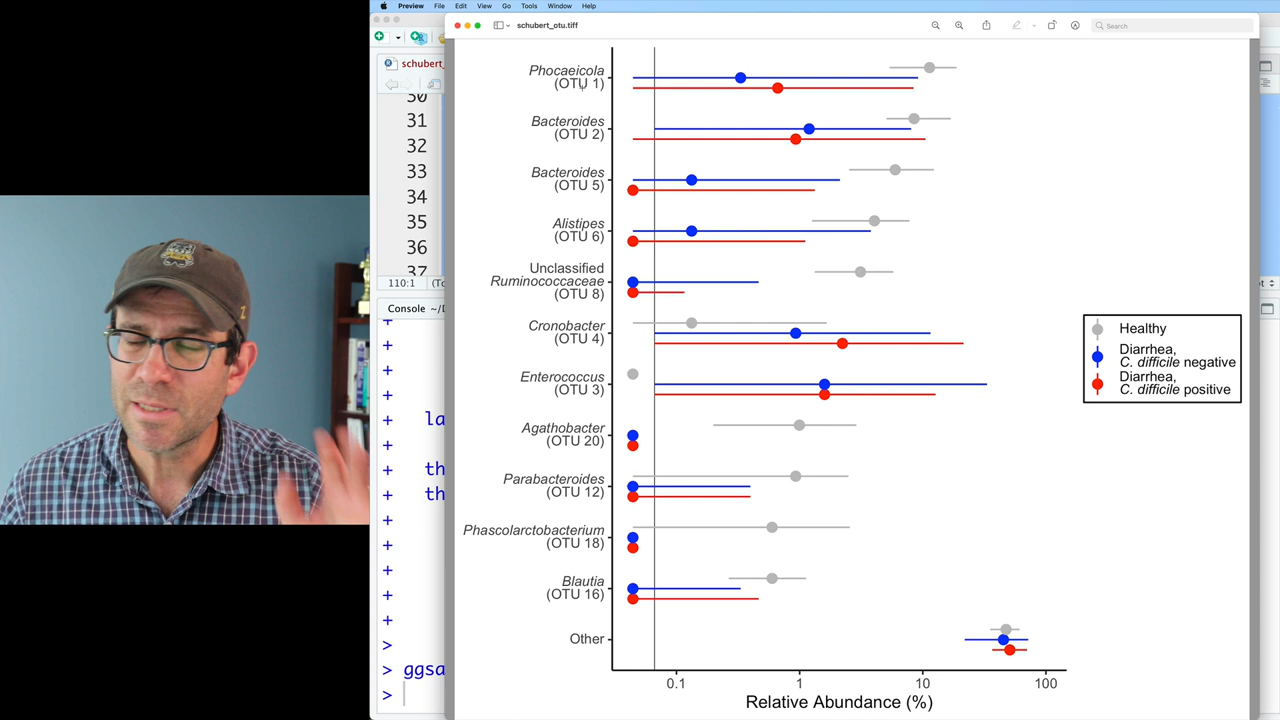 Preview File Edit View Go Tools Window Help
schubert_otu.tiff
Search
schubert_
30
31
32
33
34
35
36
37
110:1
Console ~/D
+
+
+
+
+ la
+
+ th
+ th
+
+
+
+
+
>
> ggsa
>
Phocaeicola
(OTU 1)
Bacteroides
(OTU 2)
Bacteroides
(OTU 5)
Alistipes
(OTU 6)
Unclassified
Ruminococcaceae
(OTU 8)
Cronobacter
(OTU 4)
Enterococcus
(OTU 3)
Agathobacter
(OTU 20)
Parabacteroides
(OTU 12)
Phascolarctobacterium
(OTU 18)
Blautia
(OTU 16)
Other
0.1 1 10 100
Relative Abundance (%)
Healthy
Diarrhea,
C. difficile negative
Diarrhea,
C. difficile positive